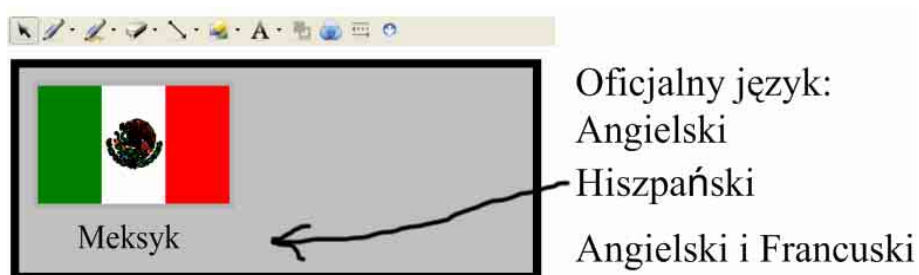 Meksyk
Oficjalny język:
Angielski
Hiszpański
Angielski i Francuski